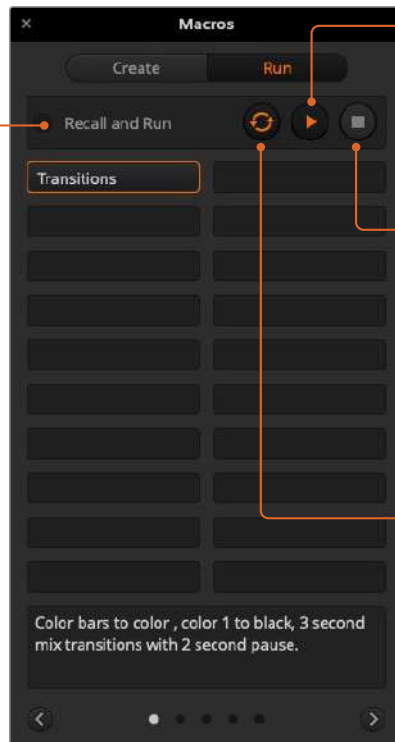 Macros
Create
Run
Recall and Run
Transitions
Color bars to color , color 1 to black, 3 second
mix transitions with 2 second pause.